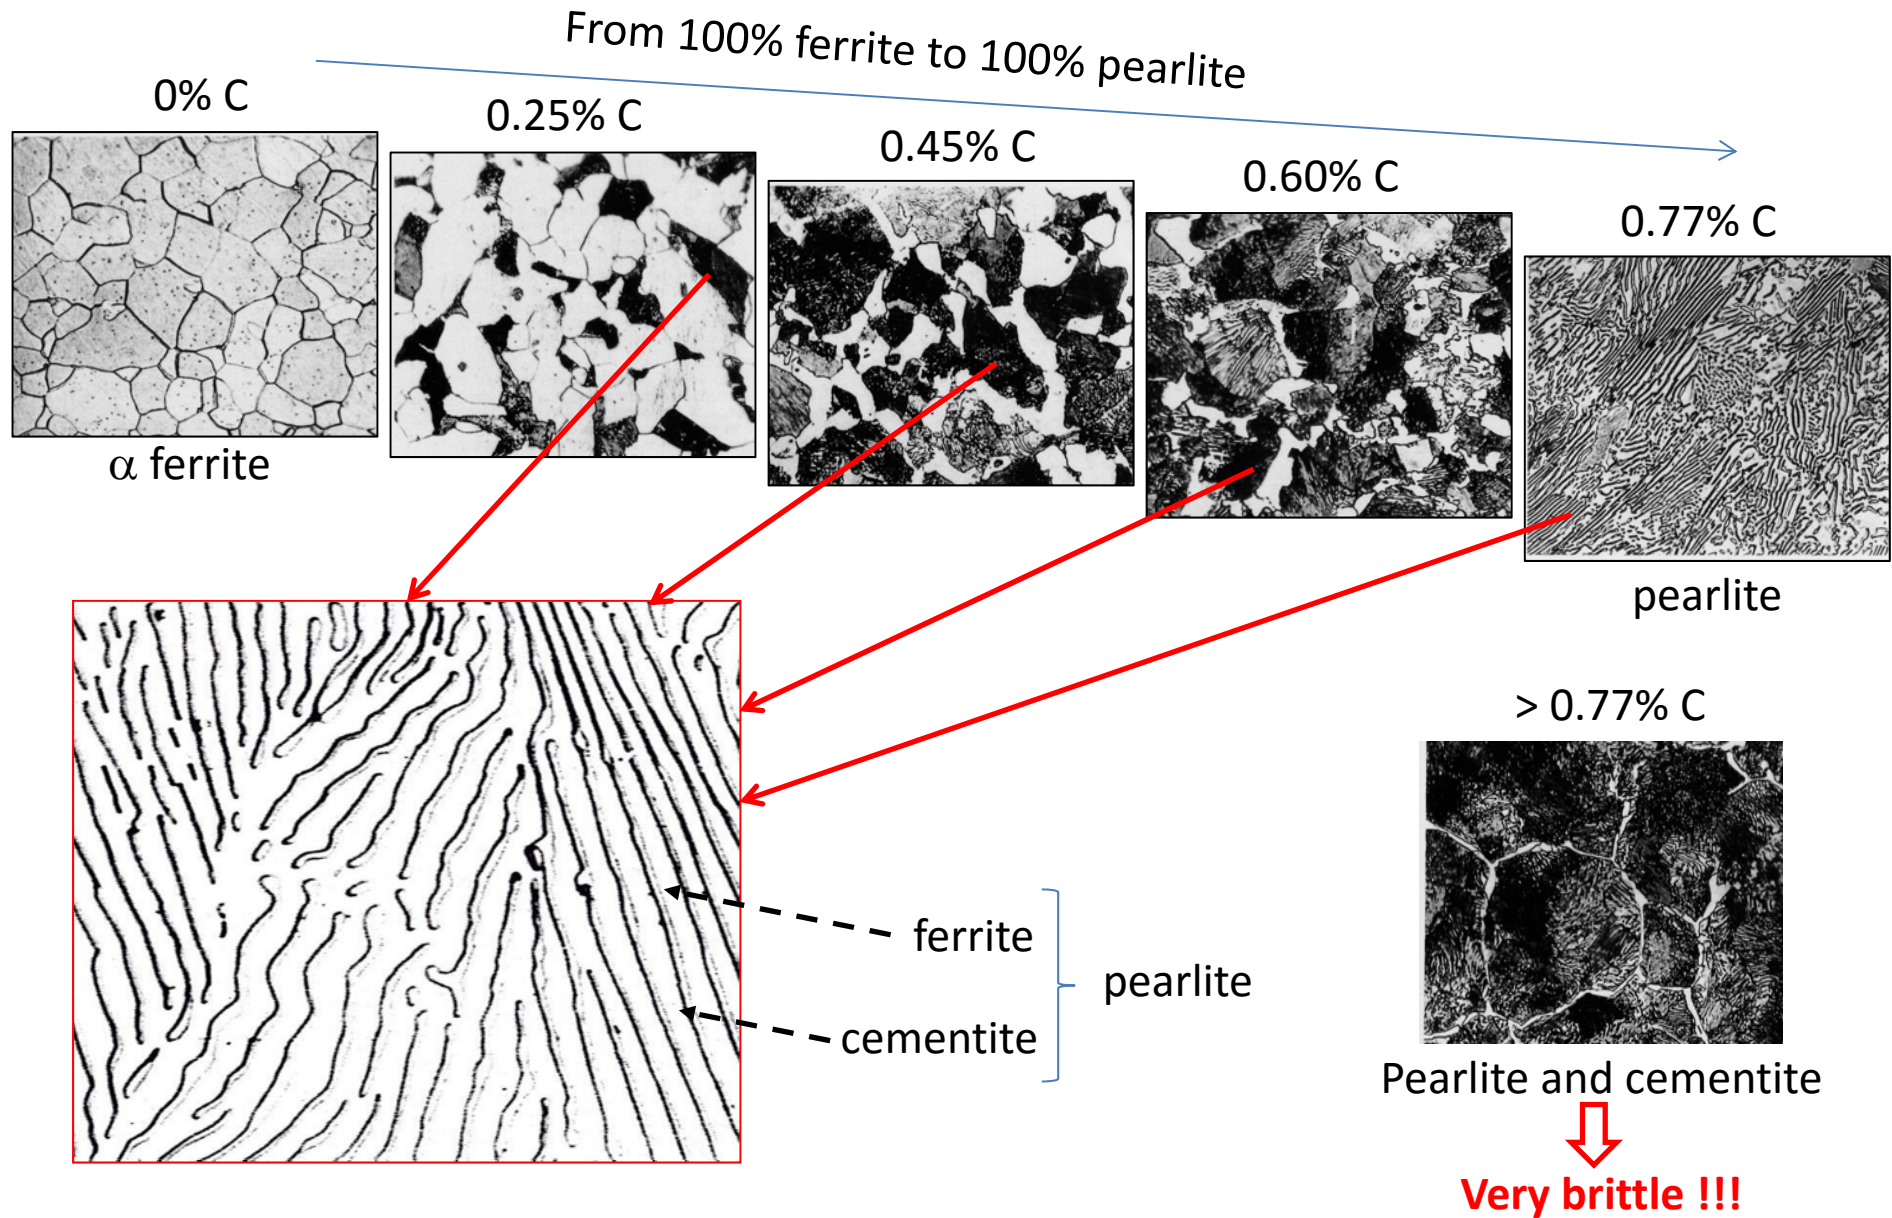 From 100% ferrite to 100% pearlite
0% C
0.25% C
0.45% C
0.60% C
0.77% C
α ferrite
pearlite
> 0.77% C
ferrite
pearlite
cementite
Pearlite and cementite
Very brittle !!!